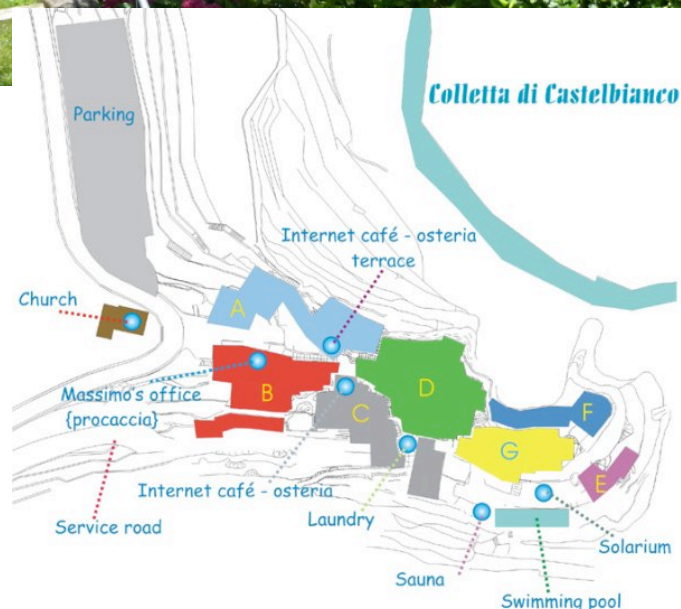 Colletta di Castelbianco
Parking
Internet café - osteria
terrace
Church
A
Massimo's office
{procaccia}
B
D
C
F
G
E
Internet café - osteria
Service road
Laundry
Solarium
Sauna
Swimming pool